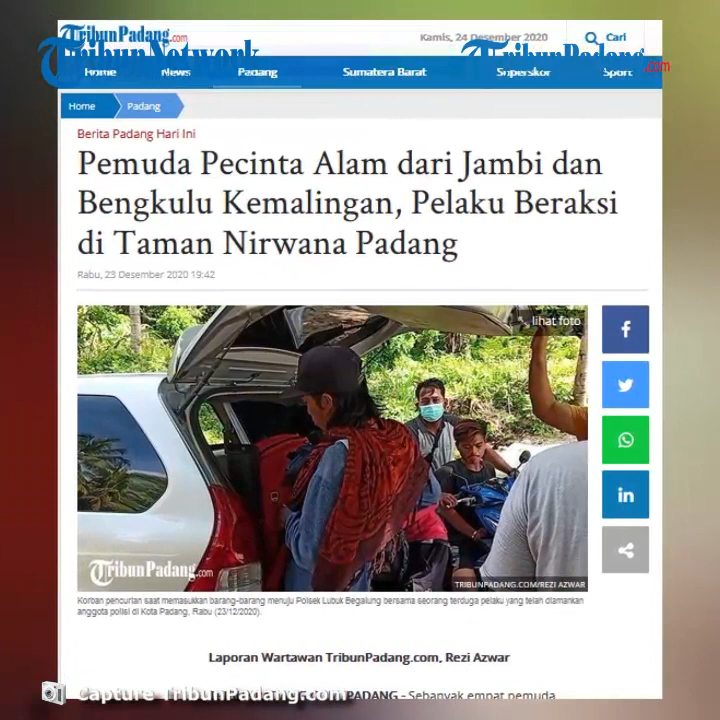 TribunPadang.com
Kamis, 24 Desember 2020
Cari
TribunNetwork
TribunPadang.com
Home News Padang Sumatera Barat Superskor Sport
Home Padang
Berita Padang Hari Ini
Pemuda Pecinta Alam dari Jambi dan
Bengkulu Kemalingan, Pelaku Beraksi
di Taman Nirwana Padang
Rabu, 23 Desember 2020 19:42
lihat foto
TribunPadang.com
TRIBUNPADANG.COM/REZI AZWAR
Korban pencurian saat memasukkan barang-barang menuju Polsek Lubuk Begalung bersama seorang terduga pelaku yang telah diamankan
anggota polisi di Kota Padang, Rabu (23/12/2020).
Laporan Wartawan TribunPadang.com, Rezi Azwar
PADANG - Sebanyak empat pemuda
Capture TribunPadang.com